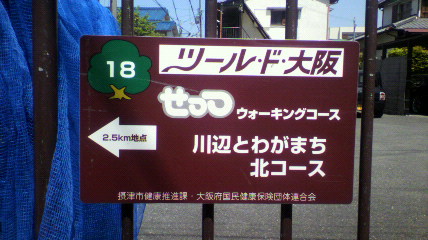 18
ツール・ド・大阪
せっつ ウォーキングコース
2.5km地点
川辺とわがまち
北コース
摂津市健康推進課・大阪府国民健康保険団体連合会